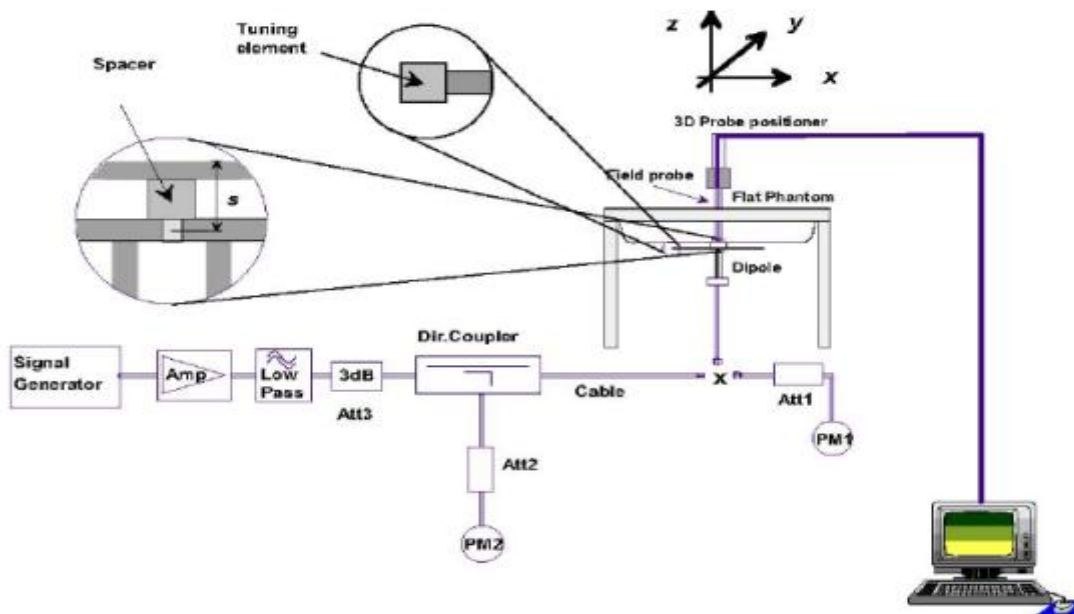 Tuning
element
Spacer
s
z
y
x
3D Probe positioner
Field probe
Flat Phantom
Dipole
Dir.Coupler
Signal
Generator
Amp
Low
Pass
3dB
Att3
Cable
x
Att1
PM1
Att2
PM2